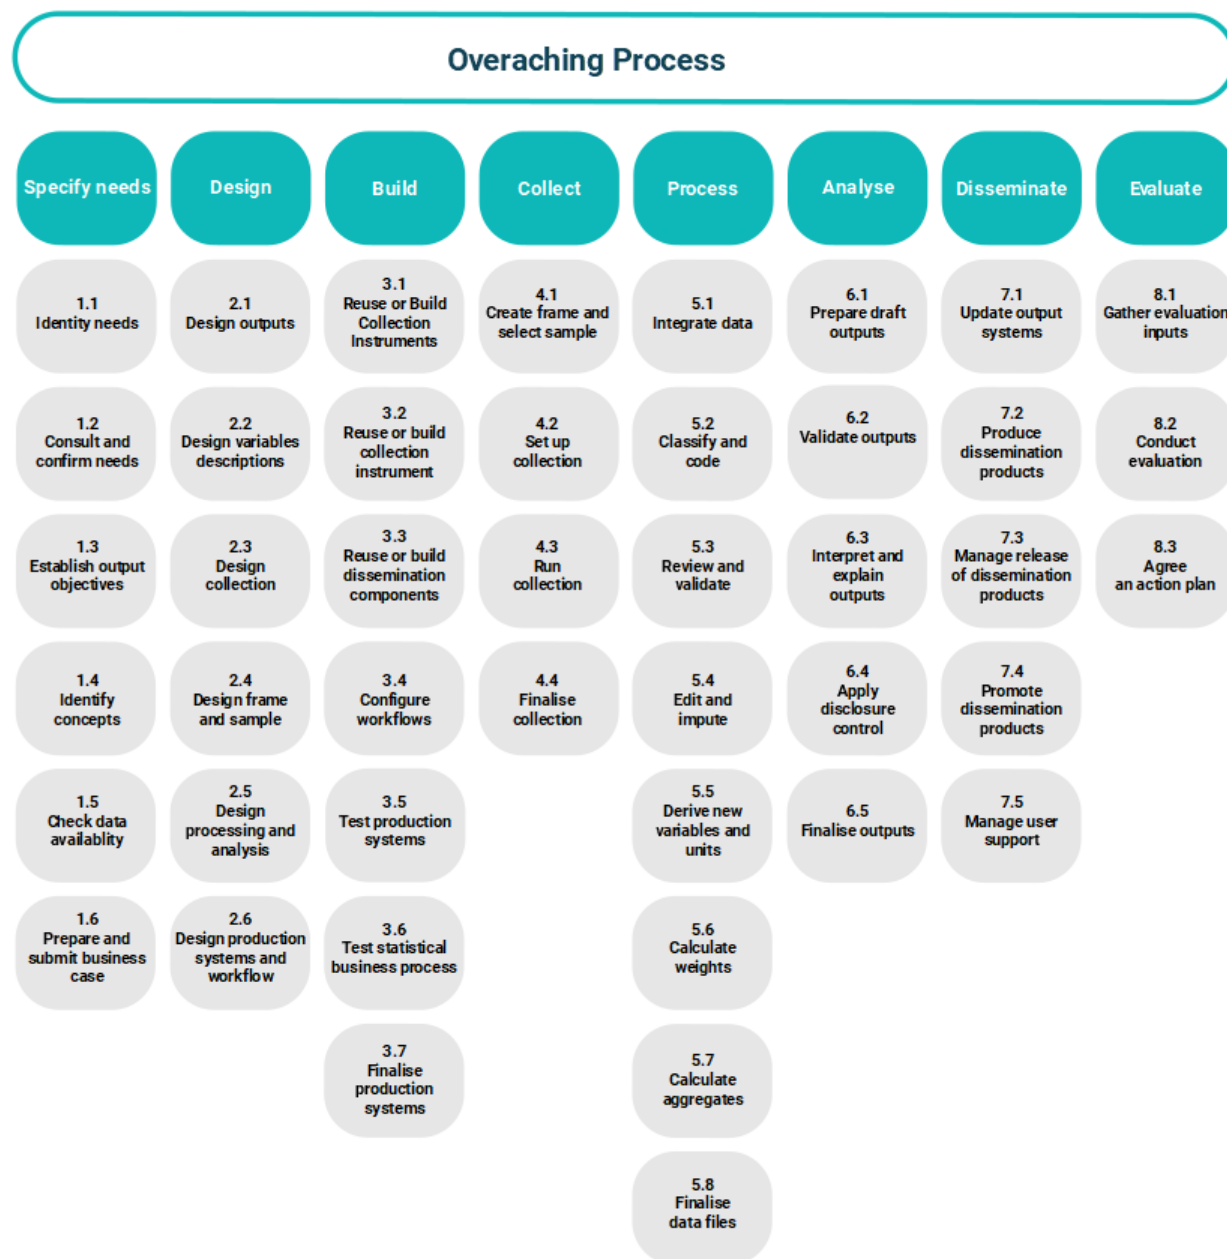 Overaching Process
Specify needs
Design
Build
Collect
Process
Analyse
Disseminate
Evaluate
1.1
Identity needs
2.1
Design outputs
3.1
Reuse or Build
Collection
Instruments
4.1
Create frame and
select sample
5.1
Integrate data
6.1
Prepare draft
outputs
7.1
Update output
systems
8.1
Gather evaluation
inputs
1.2
Consult and
confirm needs
2.2
Design variables
descriptions
3.2
Reuse or build
collection
instrument
4.2
Set up
collection
5.2
Classify and
code
6.2
Validate outputs
7.2
Produce
dissemination
products
8.2
Conduct
evaluation
1.3
Establish output
objectives
2.3
Design
collection
3.3
Reuse or build
dissemination
components
4.3
Run
collection
5.3
Review and
validate
6.3
Interpret and
explain
outputs
7.3
Manage release
of dissemination
products
8.3
Agree
an action plan
1.4
Identify
concepts
2.4
Design frame
and sample
3.4
Configure
workflows
4.4
Finalise
collection
5.4
Edit and
impute
6.4
Apply
disclosure
control
7.4
Promote
dissemination
products
1.5
Check data
availablity
2.5
Design
processing and
analysis
3.5
Test production
systems
5.5
Derive new
variables and
units
6.5
Finalise outputs
7.5
Manage user
support
1.6
Prepare and
submit business
case
2.6
Design production
systems and
workflow
3.6
Test statistical
business process
5.6
Calculate
weights
3.7
Finalise
production
systems
5.7
Calculate
aggregates
5.8
Finalise
data files